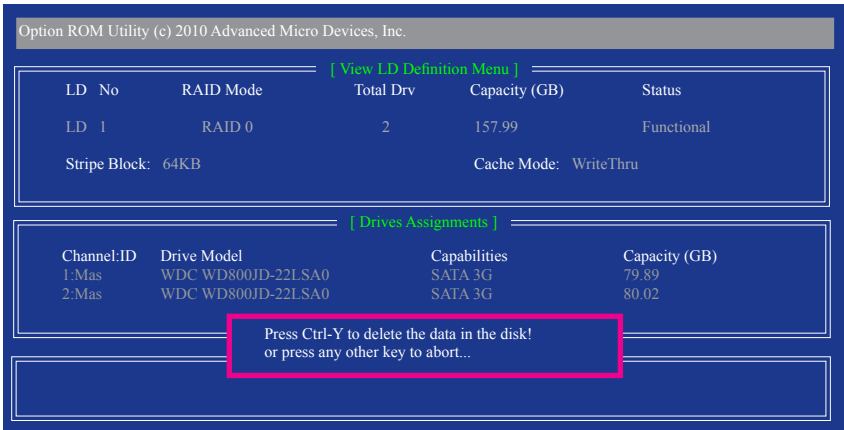 Option ROM Utility (c) 2010 Advanced Micro Devices, Inc.
[ View LD Definition Menu ]
LD No RAID Mode Total Drv Capacity (GB) Status
LD 1 RAID 0 2 157.99 Functional
Stripe Block: 64KB Cache Mode: WriteThru
[ Drives Assignments ]
Channel:ID Drive Model Capabilities Capacity (GB)
1:Mas WDC WD800JD-22LSA0 SATA 3G 79.89
2:Mas WDC WD800JD-22LSA0 SATA 3G 80.02
Press Ctrl-Y to delete the data in the disk!
or press any other key to abort...